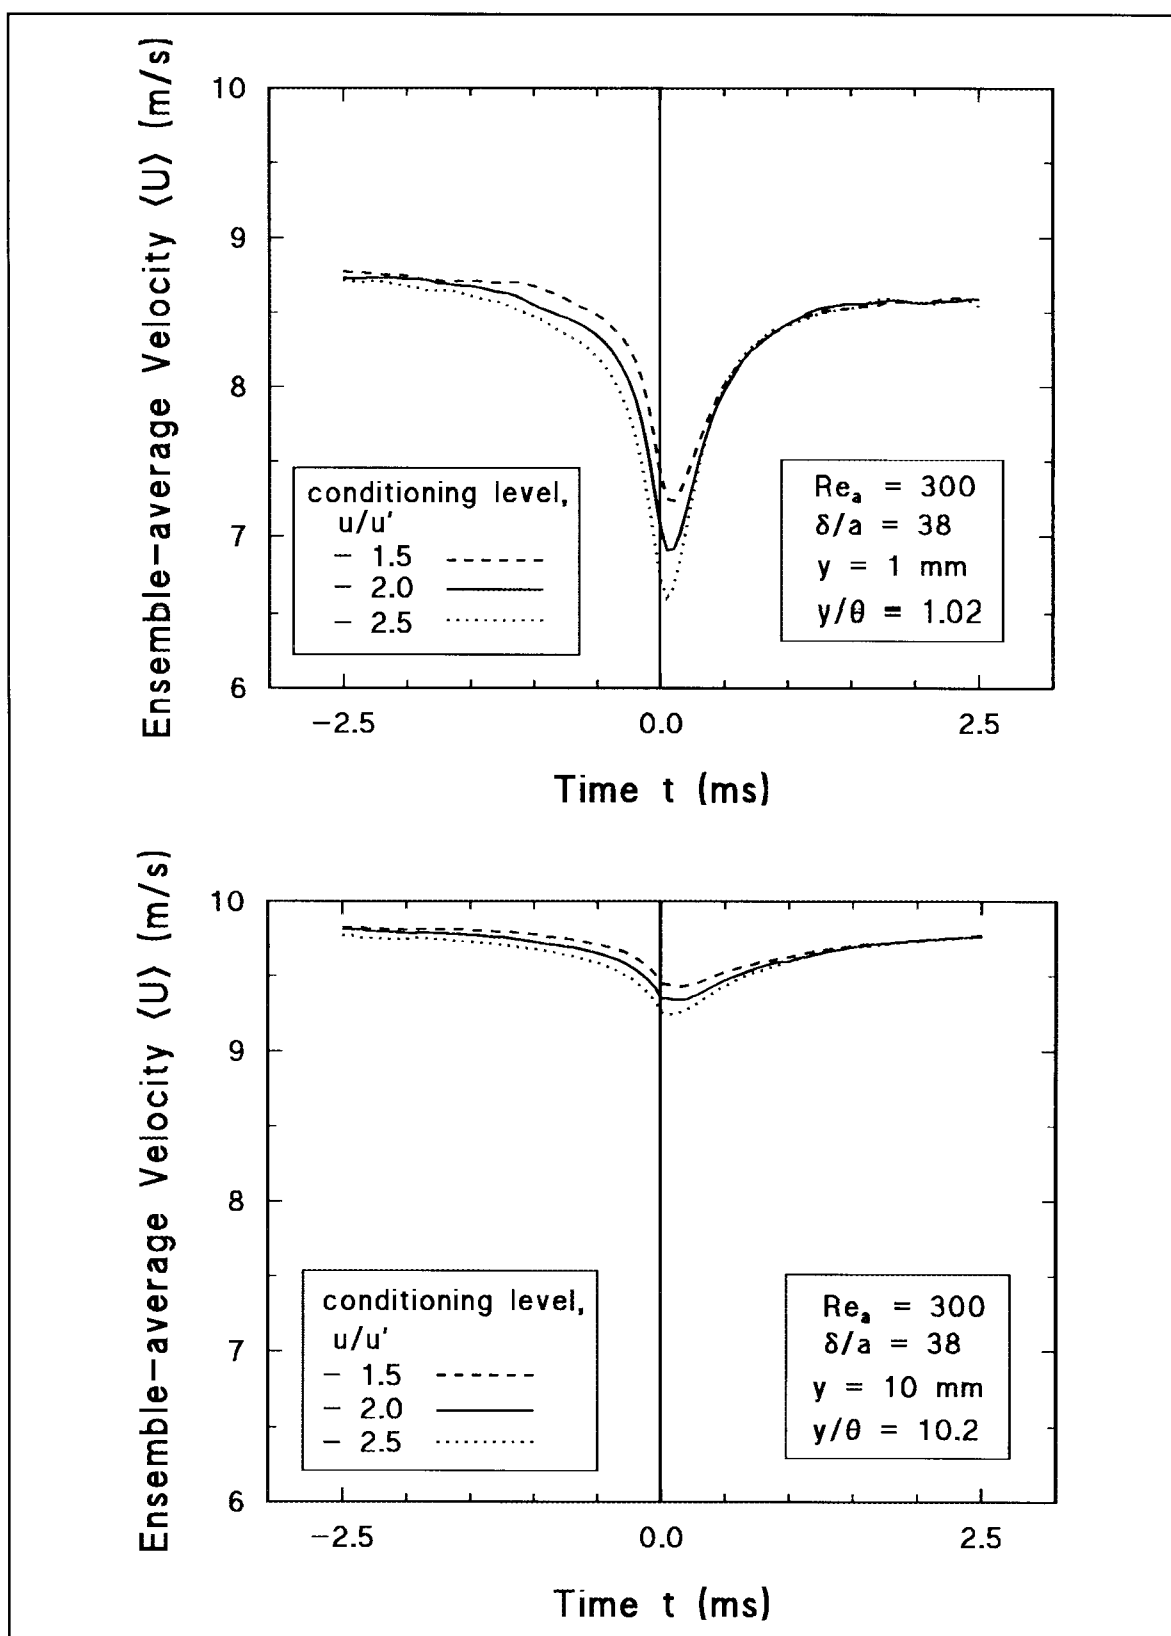 Ensemble-average Velocity ⟨U⟩ (m/s)
10
9
8
7
6
conditioning level,
u/u'
- 1.5
- 2.0
- 2.5
Reₐ = 300
δ/a = 38
y = 1 mm
y/θ = 1.02
-2.5 0.0 2.5
Time t (ms)
Ensemble-average Velocity ⟨U⟩ (m/s)
10
9
8
7
6
conditioning level,
u/u'
- 1.5
- 2.0
- 2.5
Reₐ = 300
δ/a = 38
y = 10 mm
y/θ = 10.2
-2.5 0.0 2.5
Time t (ms)